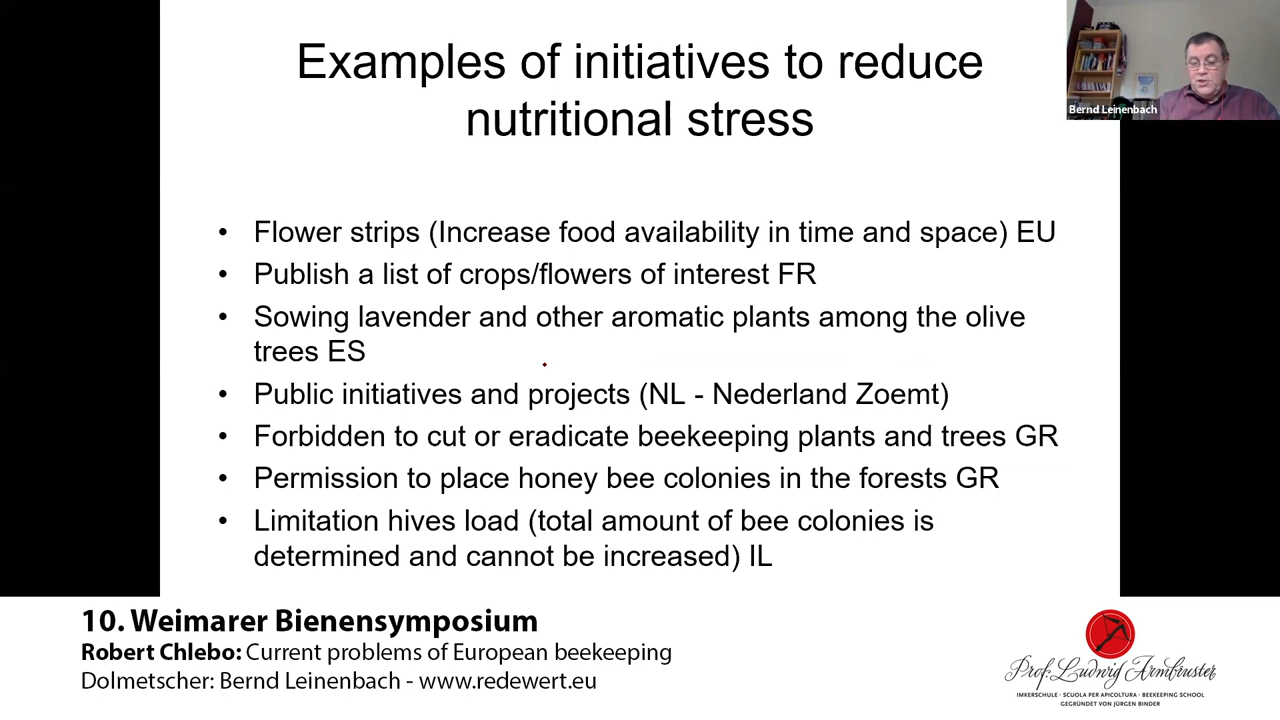 Examples of initiatives to reduce
nutritional stress
Bernd Leinenbach
• Flower strips (Increase food availability in time and space) EU
• Publish a list of crops/flowers of interest FR
• Sowing lavender and other aromatic plants among the olive
trees ES
• Public initiatives and projects (NL - Nederland Zoemt)
• Forbidden to cut or eradicate beekeeping plants and trees GR
• Permission to place honey bee colonies in the forests GR
• Limitation hives load (total amount of bee colonies is
determined and cannot be increased) IL
10. Weimarer Bienensymposium
Robert Chlebo: Current problems of European beekeeping
Dolmetscher: Bernd Leinenbach - www.redewert.eu
Prof. Ludwig Armbruster
IMKERSCHULE · SCUOLA PER APICOLTURA · BEEKEEPING SCHOOL
GEGRÜNDET VON JÜRGEN BINDER